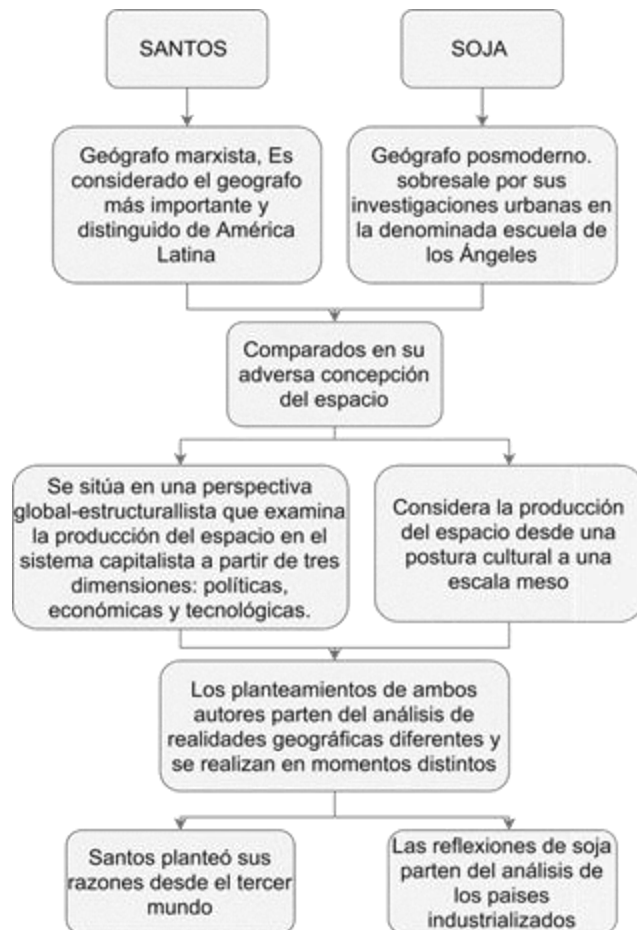 SANTOS
SOJA
Geógrafo marxista, Es
considerado el geografo
más importante y
distinguido de América
Latina
Geógrafo posmoderno.
sobresale por sus
investigaciones urbanas en
la denominada escuela de
los Ángeles
Comparados en su
adversa concepción
del espacio
Se sitúa en una perspectiva
global-estructurallista que examina
la producción del espacio en el
sistema capitalista a partir de tres
dimensiones: políticas,
económicas y tecnológicas.
Considera la producción
del espacio desde una
postura cultural a una
escala meso
Los planteamientos de ambos
autores parten del análisis de
realidades geográficas diferentes y
se realizan en momentos distintos
Santos planteó sus
razones desde el tercer
mundo
Las reflexiones de soja
parten del análisis de
los paises
industrializados